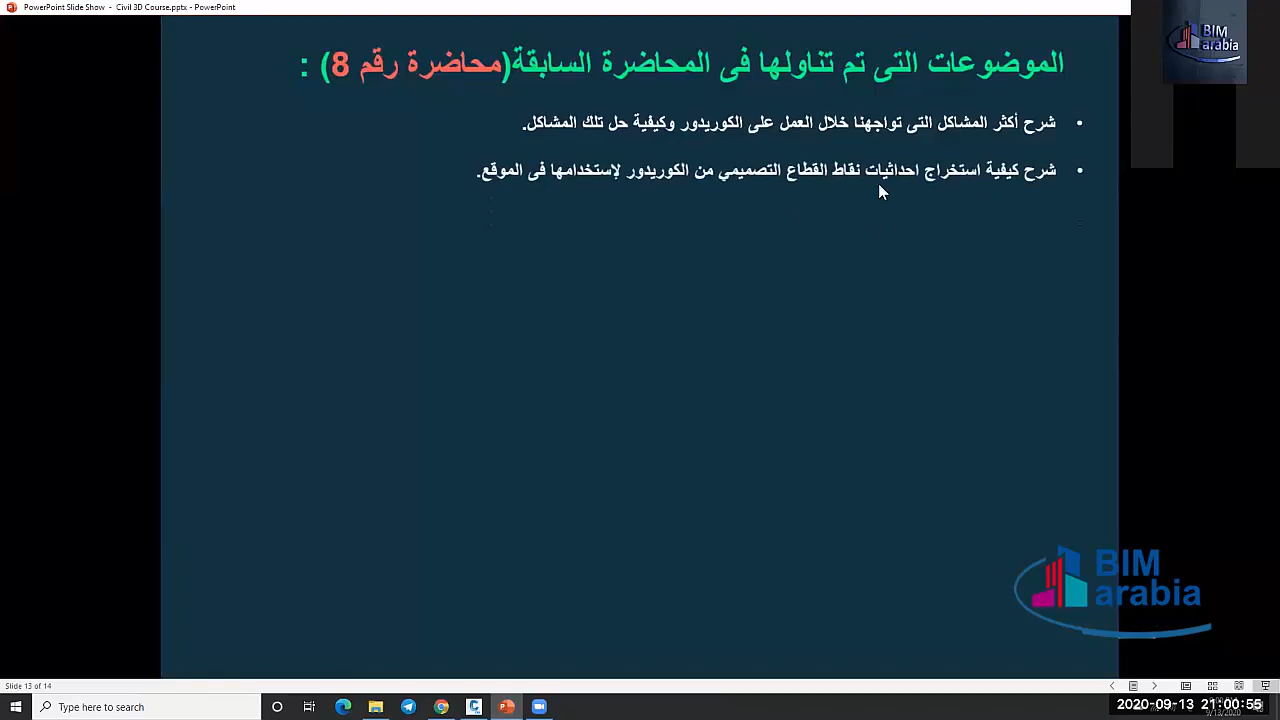 PowerPoint Slide Show - Civil 3D Course.pptx - PowerPoint
BIM
arabia
الموضوعات التى تم تناولها فى المحاضرة السابقة(محاضرة رقم 8) :
• شرح أكثر المشاكل التى تواجهنا خلال العمل على الكوريدور وكيفية حل تلك المشاكل.
• شرح كيفية استخراج احداثيات نقاط القطاع التصميمي من الكوريدور لإستخدامها فى الموقع.
BIM
arabia
Slide 13 of 14
Type here to search
2020-09-13 21:00:55
9/13/2020